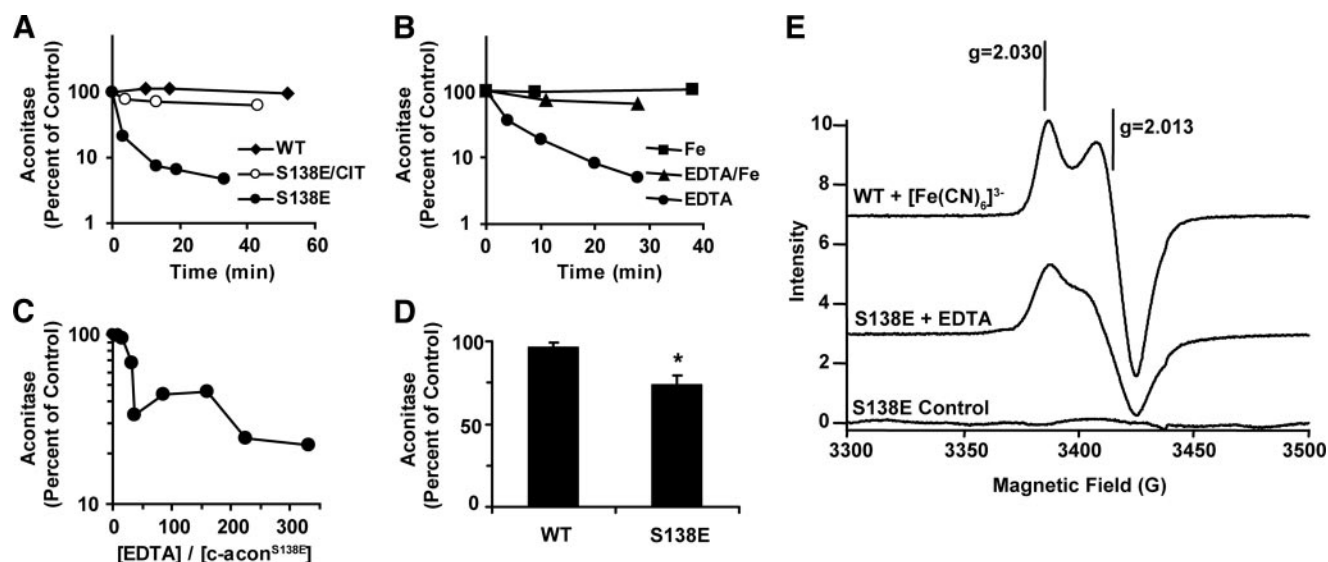 A
Aconitase
(Percent of Control)
100
10
1
0
20
40
60
Time (min)
WT
S138E/CIT
S138E
B
Aconitase
(Percent of Control)
100
10
1
0
10
20
30
40
Time (min)
Fe
EDTA/Fe
EDTA
C
Aconitase
(Percent of Control)
100
10
0
100
200
300
[EDTA] / [c-acon^S138E]
D
Aconitase
(Percent of Control)
100
50
0
*
WT
S138E
E
g=2.030
g=2.013
Intensity
10
8
6
4
2
0
WT + [Fe(CN)₆]³⁻
S138E + EDTA
S138E Control
3300
3350
3400
3450
3500
Magnetic Field (G)